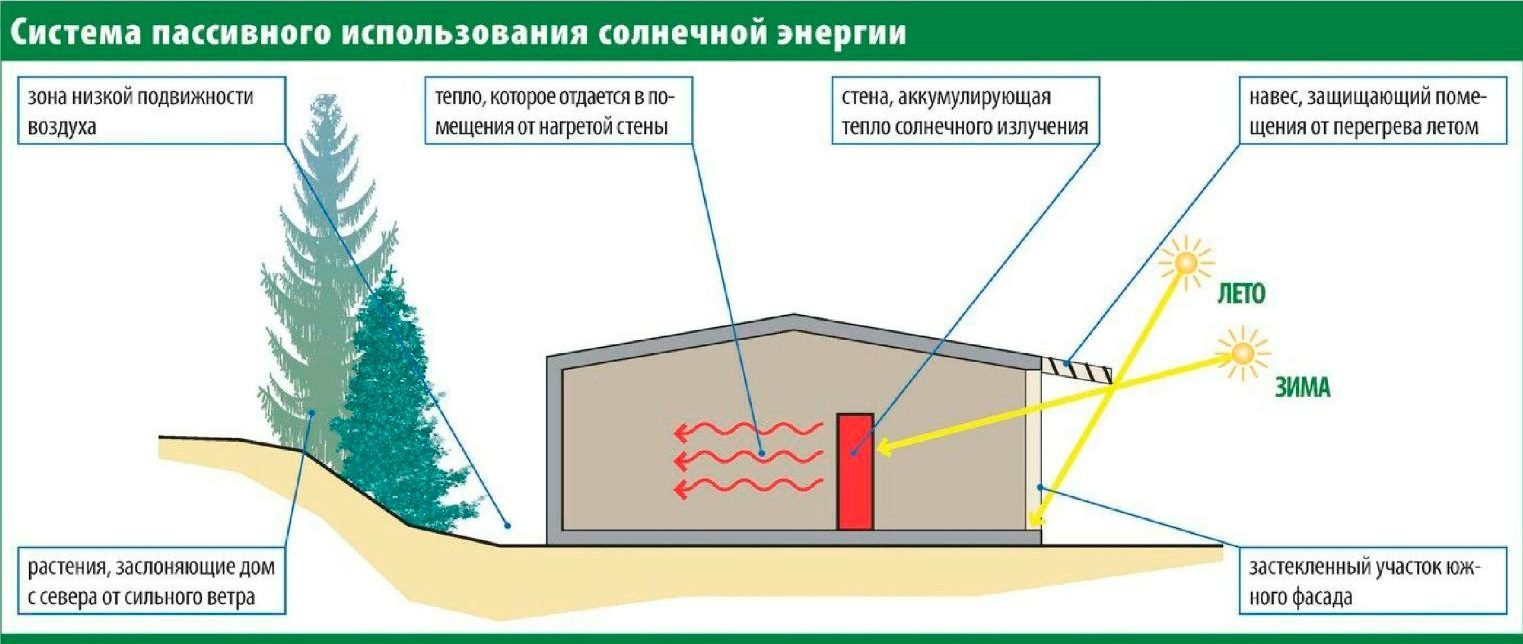 Система пассивного использования солнечной энергии
зона низкой подвижности
воздуха
тепло, которое отдается в по-
мещения от нагретой стены
стена, аккумулирующая
тепло солнечного излучения
навес, защищающий поме-
щения от перегрева летом
ЛЕТО
ЗИМА
растения, заслоняющие дом
с севера от сильного ветра
застекленный участок юж-
ного фасада